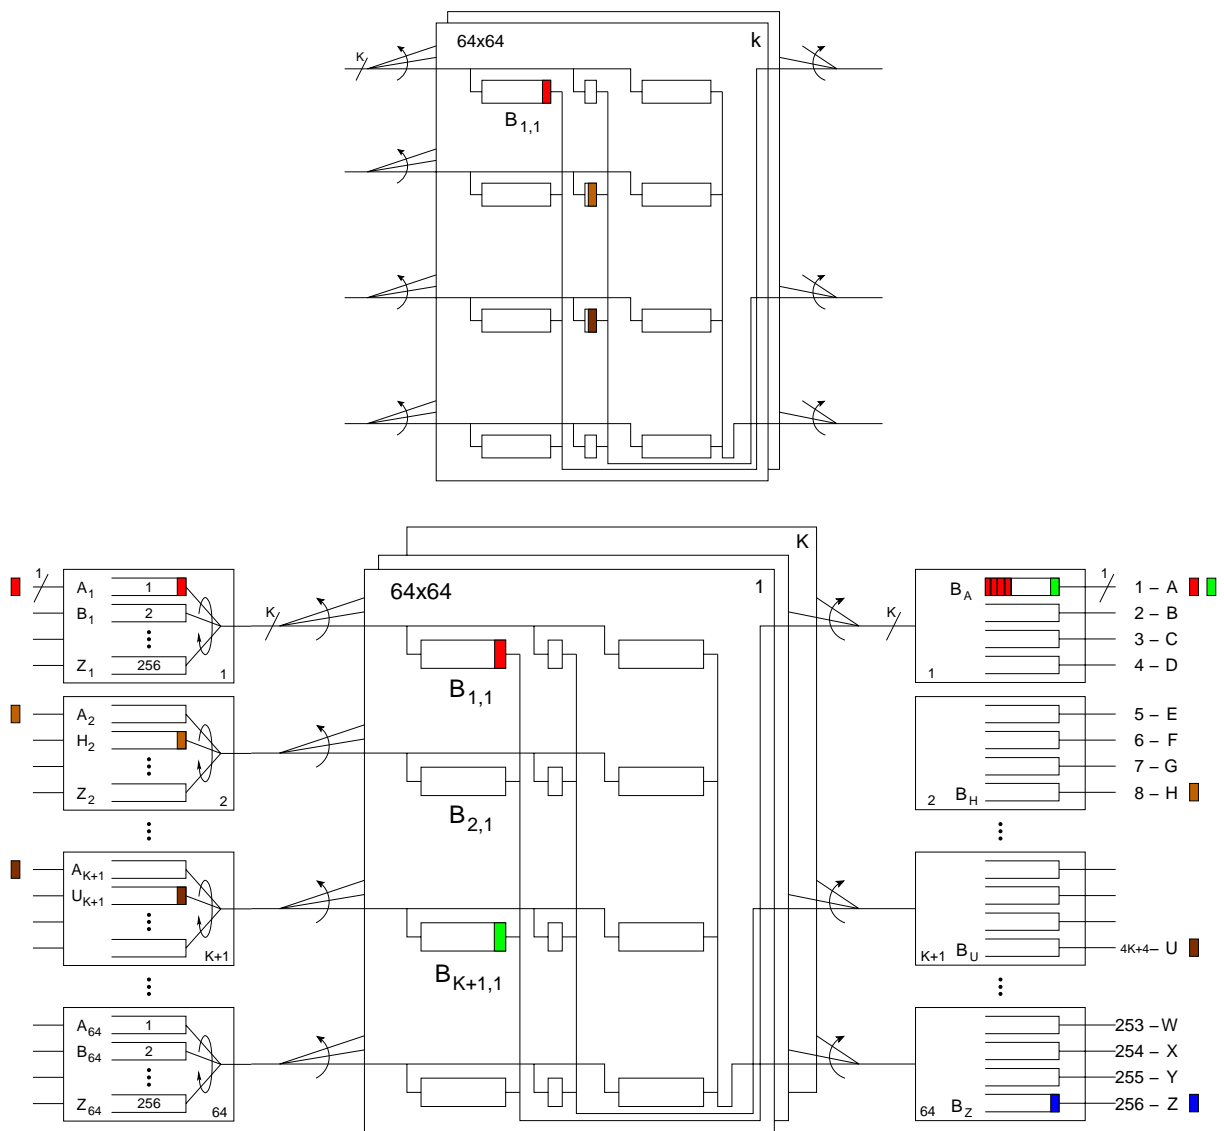 64x64 k
K
B1,1
K
1 64x64 1
1 A1 1 K K BA 1 1 – A
B1 2 2 – B
3 – C
Z1 256 1 B1,1 1 4 – D
A2 5 – E
H2 6 – F
7 – G
Z2 2 B2,1 2 BH 8 – H
AK+1
UK+1
K+1 BK+1,1 K+1 BU 4K+4 – U
A64 1 253 – W
B64 2 254 – X
255 – Y
Z64 256 64 64 BZ 256 – Z